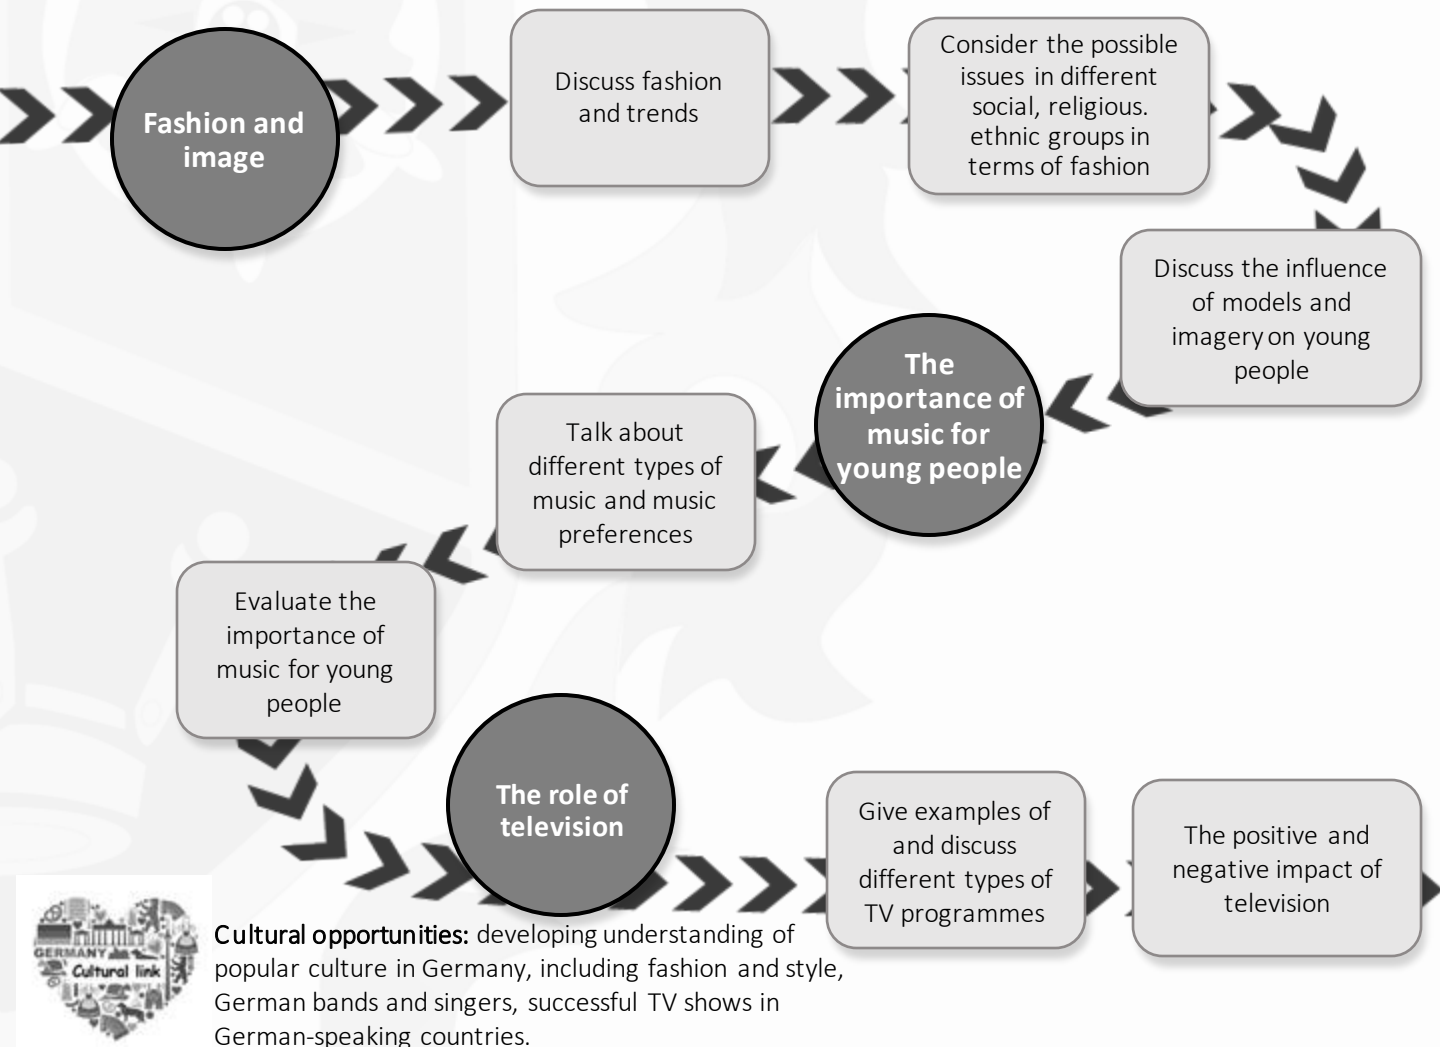 Fashion and
image
Discuss fashion
and trends
Consider the possible
issues in different
social, religious.
ethnic groups in
terms of fashion
Discuss the influence
of models and
imagery on young
people
The
importance of
music for
young people
Talk about
different types of
music and music
preferences
Evaluate the
importance of
music for young
people
The role of
television
Give examples of
and discuss
different types of
TV programmes
The positive and
negative impact of
television
GERMANY
Cultural link
Cultural opportunities: developing understanding of
popular culture in Germany, including fashion and style,
German bands and singers, successful TV shows in
German-speaking countries.